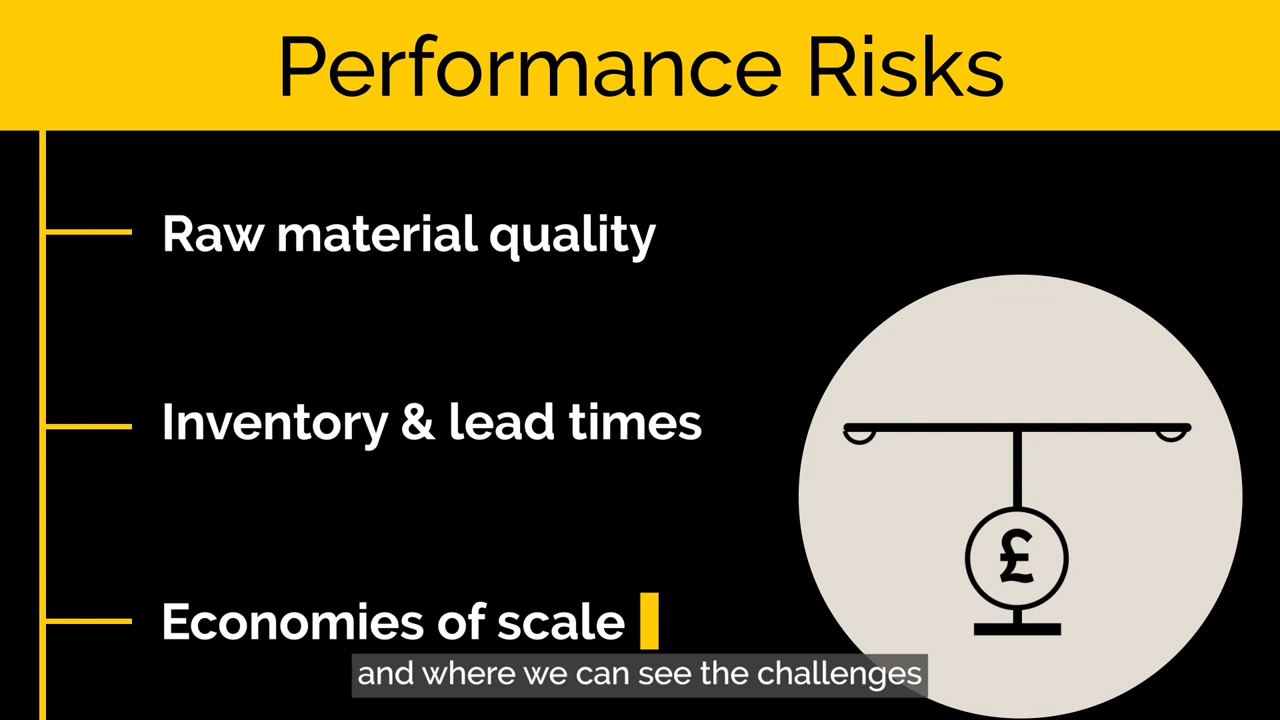 Performance Risks
Raw material quality
Inventory & lead times
Economies of scale
£
and where we can see the challenges